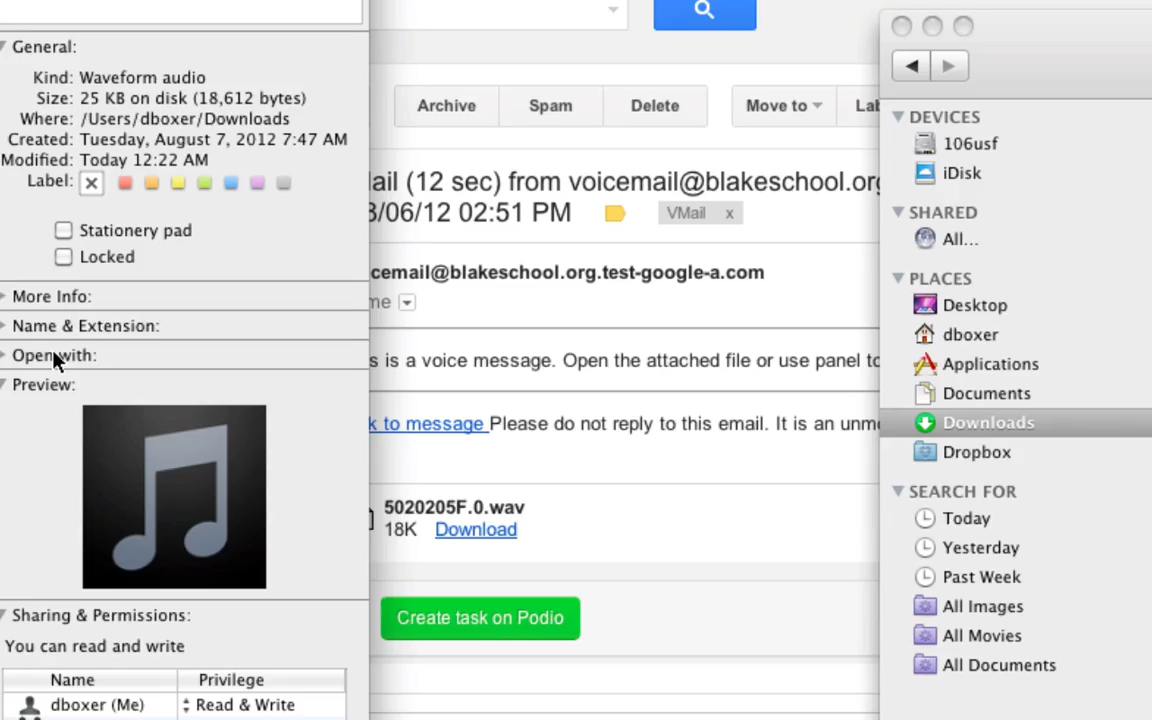 General:
Kind: Waveform audio
Size: 25 KB on disk (18,612 bytes)
Where: /Users/dboxer/Downloads
Created: Tuesday, August 7, 2012 7:47 AM
Modified: Today 12:22 AM
Label:
Stationery pad
Locked
More Info:
Name & Extension:
Open with:
Preview:
Sharing & Permissions:
You can read and write
Name Privilege
dboxer (Me) Read & Write
Archive Spam Delete Move to
ail (12 sec) from voicemail@blakeschool.org
/06/12 02:51 PM VMail x
cemail@blakeschool.org.test-google-a.com
me
s is a voice message. Open the attached file or use panel to
k to message Please do not reply to this email. It is an unm
5020205F.0.wav
18K Download
Create task on Podio
DEVICES
106usf
iDisk
SHARED
All...
PLACES
Desktop
dboxer
Applications
Documents
Downloads
Dropbox
SEARCH FOR
Today
Yesterday
Past Week
All Images
All Movies
All Documents